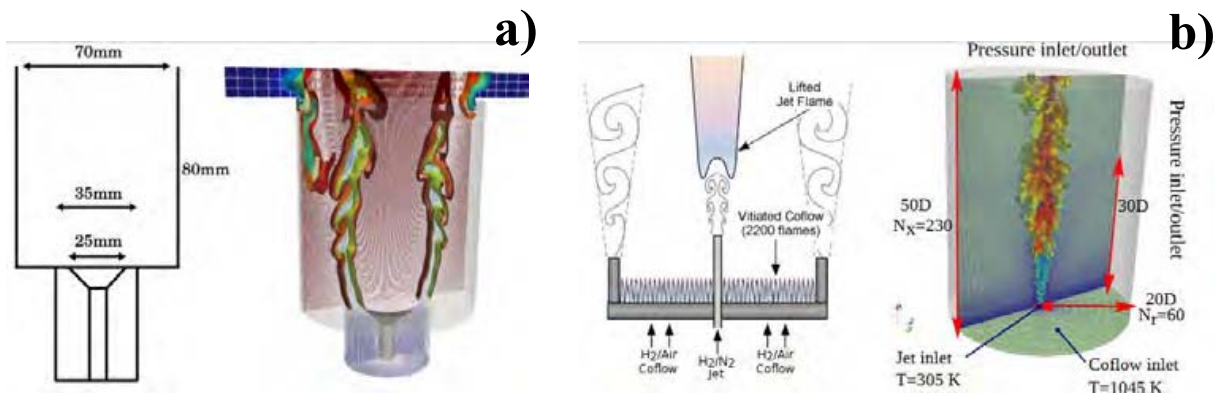 a)
70mm
80mm
35mm
25mm
b)
Pressure inlet/outlet
Lifted
Jet Flame
Vitiated Coflow
(2200 flames)
H2/Air
Coflow
H2/N2
Jet
H2/Air
Coflow
Pressure inlet/outlet
50D
Nx=230
30D
20D
Nr=60
Jet inlet
T=305 K
Coflow inlet
T=1045 K